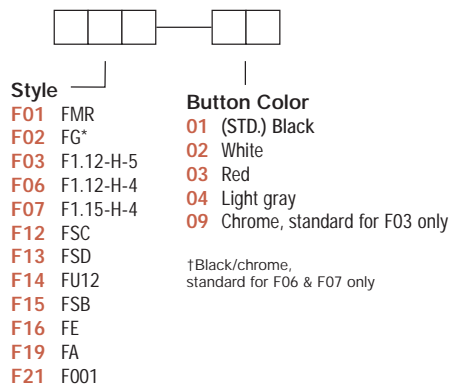 Style
F01 FMR
F02 FG*
F03 F1.12-H-5
F06 F1.12-H-4
F07 F1.15-H-4
F12 FSC
F13 FSD
F14 FU12
F15 FSB
F16 FE
F19 FA
F21 F001
Button Color
01 (STD.) Black
02 White
03 Red
04 Light gray
09 Chrome, standard for F03 only
†Black/chrome,
standard for F06 & F07 only